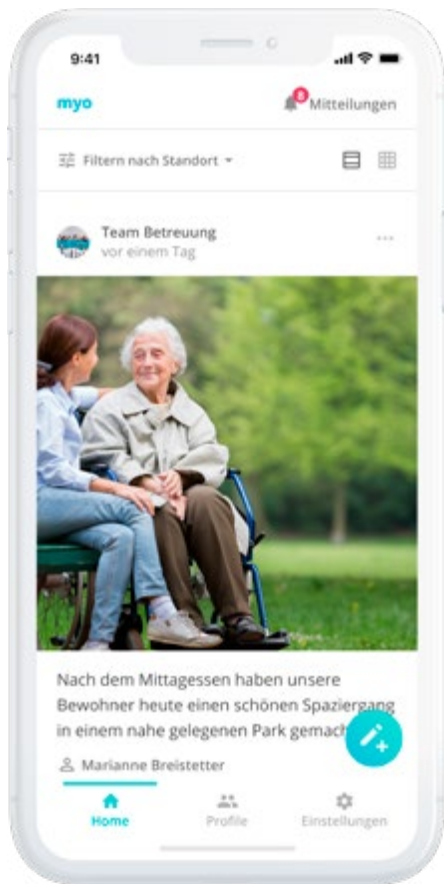 9:41
myo
8
Mitteilungen
Filtern nach Standort
Team Betreuung
vor einem Tag
Nach dem Mittagessen haben unsere
Bewohner heute einen schönen Spaziergang
in einem nahe gelegenen Park gemach
Marianne Breistetter
Home
Profile
Einstellungen